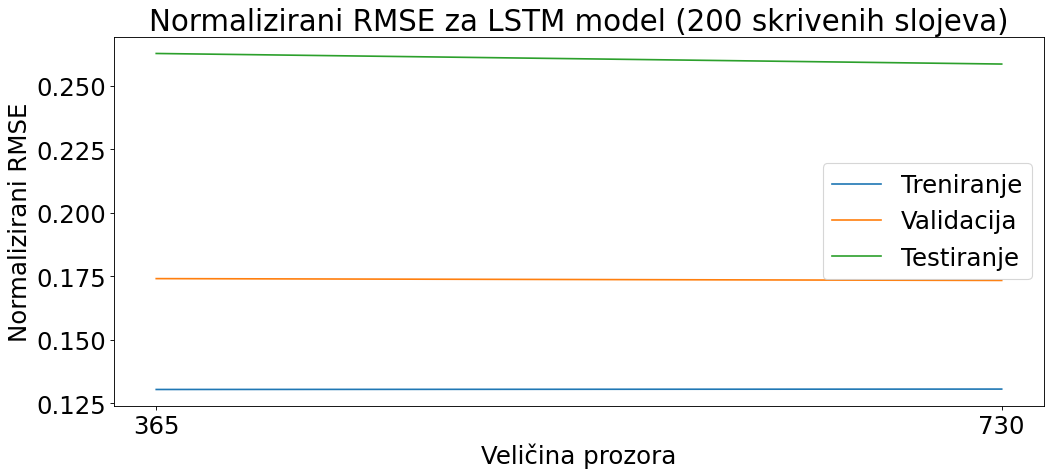 Normalizirani RMSE za LSTM model (200 skrivenih slojeva)
Normalizirani RMSE
0.250
0.225
0.200
0.175
0.150
0.125
Treniranje
Validacija
Testiranje
365
730
Veličina prozora